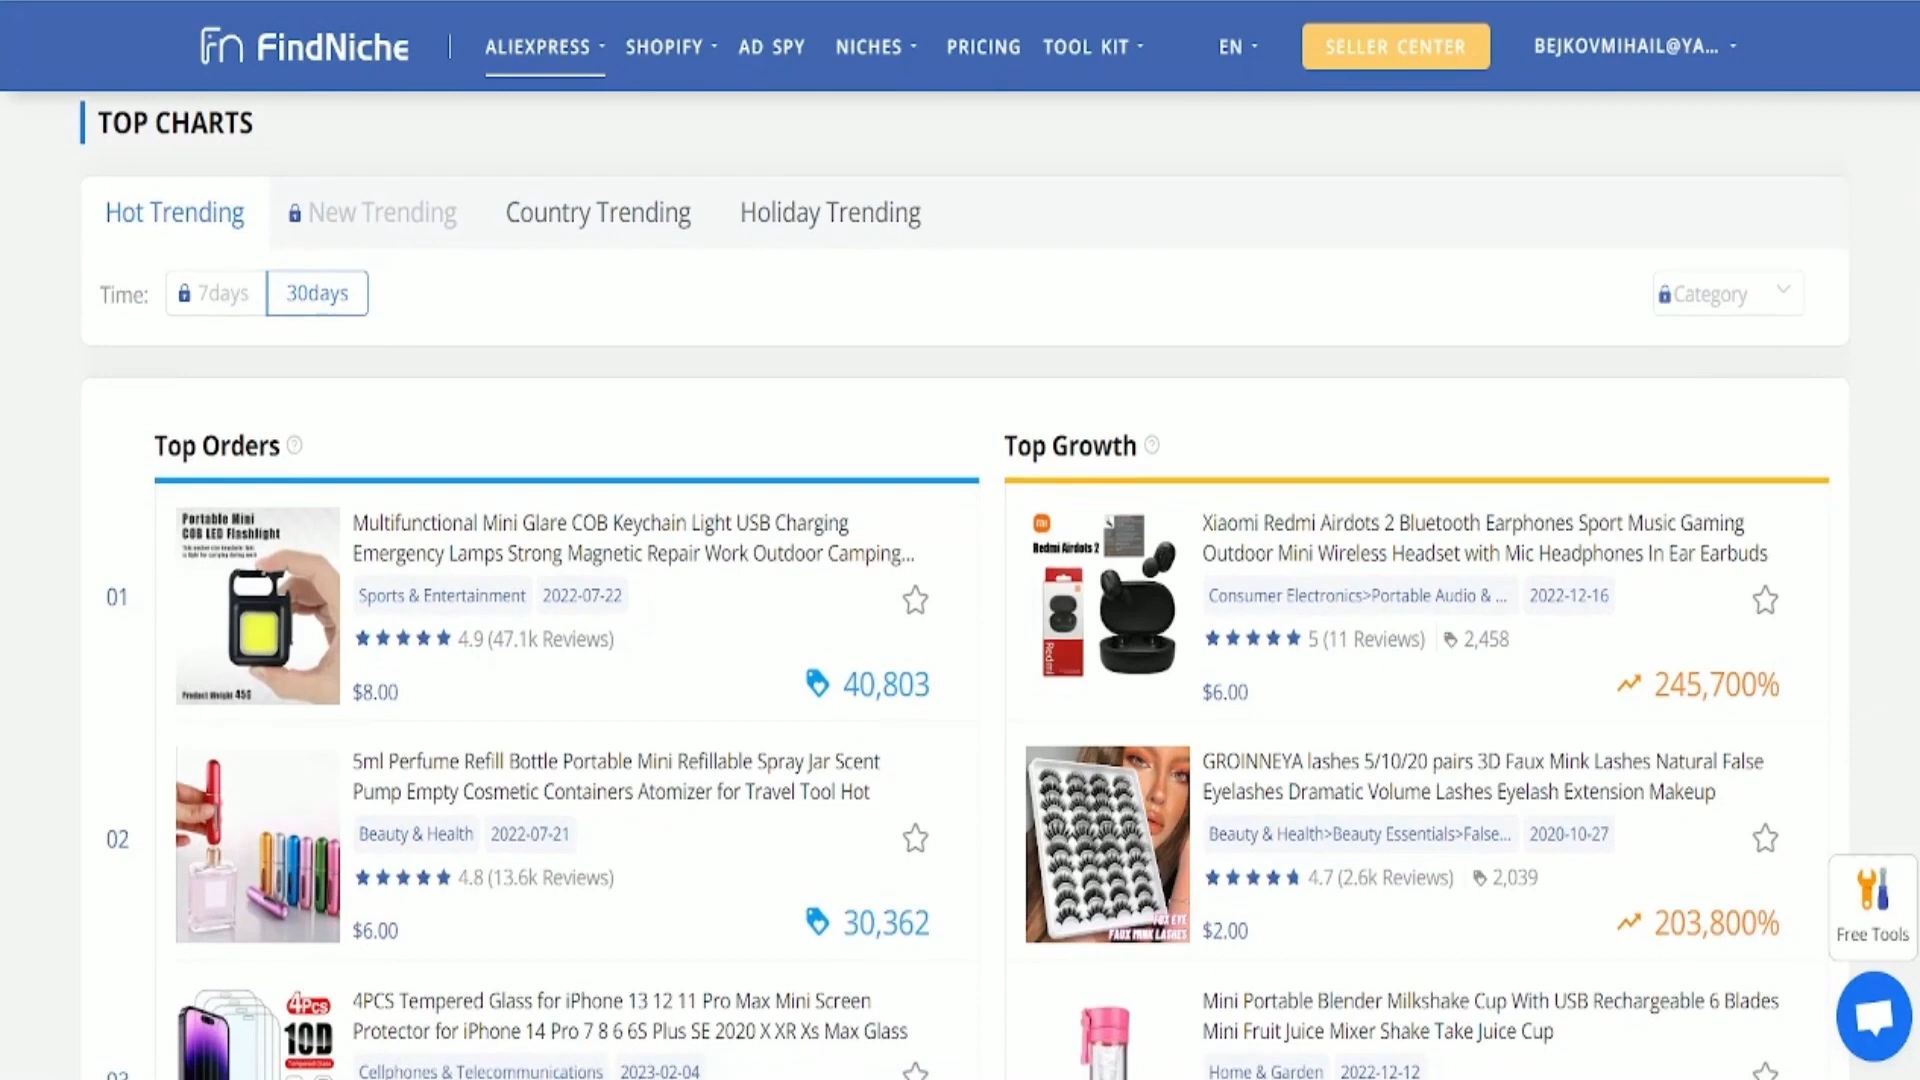 FindNiche
ALIEXPRESS
SHOPIFY
AD SPY
NICHES
PRICING
TOOL KIT
EN
SELLER CENTER
BEJKOVMIHAIL@YA...
TOP CHARTS
Hot Trending
New Trending
Country Trending
Holiday Trending
Time:
7days
30days
Category
Top Orders
01
Portable Mini
COB LED Flashlight
Product Weight 45G
Multifunctional Mini Glare COB Keychain Light USB Charging
Emergency Lamps Strong Magnetic Repair Work Outdoor Camping...
Sports & Entertainment 2022-07-22
4.9 (47.1k Reviews)
$8.00
40,803
02
5ml Perfume Refill Bottle Portable Mini Refillable Spray Jar Scent
Pump Empty Cosmetic Containers Atomizer for Travel Tool Hot
Beauty & Health 2022-07-21
4.8 (13.6k Reviews)
$6.00
30,362
4Pcs
10D
4PCS Tempered Glass for iPhone 13 12 11 Pro Max Mini Screen
Protector for iPhone 14 Pro 7 8 6 6S Plus SE 2020 X XR Xs Max Glass
Cellphones & Telecommunications 2023-02-04
Top Growth
Redmi Airdots 2
Redmi
Xiaomi Redmi Airdots 2 Bluetooth Earphones Sport Music Gaming
Outdoor Mini Wireless Headset with Mic Headphones In Ear Earbuds
Consumer Electronics>Portable Audio & ... 2022-12-16
5 (11 Reviews) 2,458
$6.00
245,700%
FOX EYE
FAUX MINK LASHES
GROINNEYA lashes 5/10/20 pairs 3D Faux Mink Lashes Natural False
Eyelashes Dramatic Volume Lashes Eyelash Extension Makeup
Beauty & Health>Beauty Essentials>False... 2020-10-27
4.7 (2.6k Reviews) 2,039
$2.00
203,800%
Mini Portable Blender Milkshake Cup With USB Rechargeable 6 Blades
Mini Fruit Juice Mixer Shake Take Juice Cup
Home & Garden 2022-12-12
Free Tools